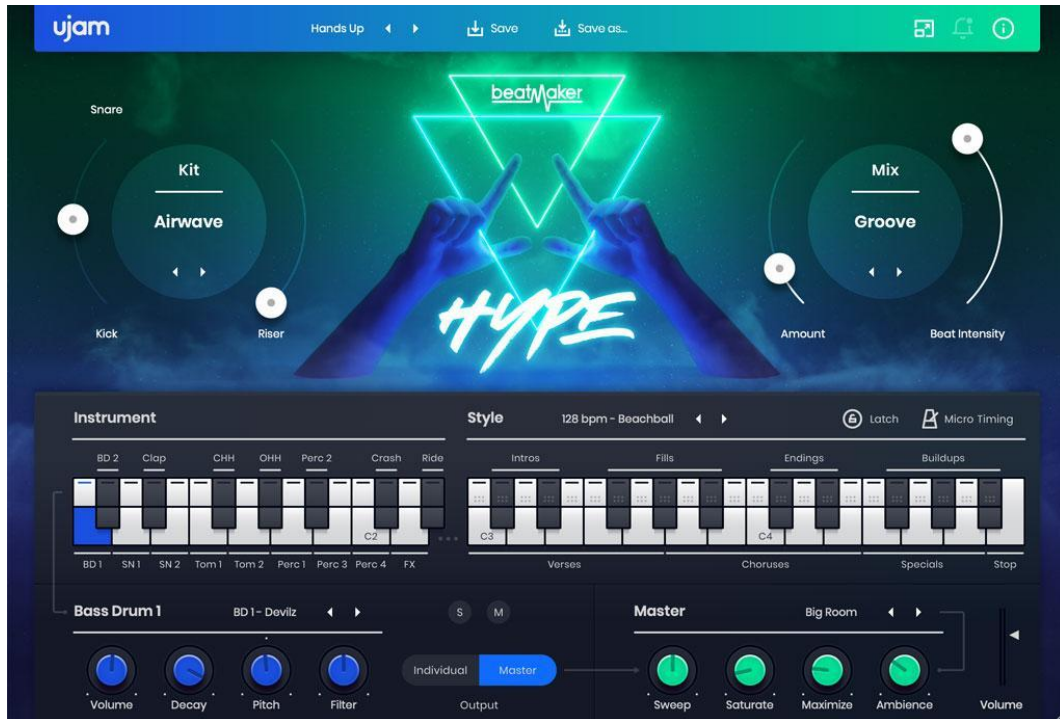 ujam
Hands Up
Save
Save as...
beatMaker
Snare
Kit
Airwave
Kick
Riser
HYPE
Mix
Groove
Amount
Beat Intensity
Instrument
Style
128 bpm - Beachball
Latch
Micro Timing
BD 2 Clap CHH OHH Perc 2 Crash Ride
Intros Fills Endings Buildups
C2
C3
C4
BD 1 SN 1 SN 2 Tom 1 Tom 2 Perc 1 Perc 3 Perc 4 FX
Verses Choruses Specials Stop
Bass Drum 1
BD 1 - Devilz
S M
Master
Big Room
Individual Master
Volume Decay Pitch Filter
Output
Sweep Saturate Maximize Ambience
Volume